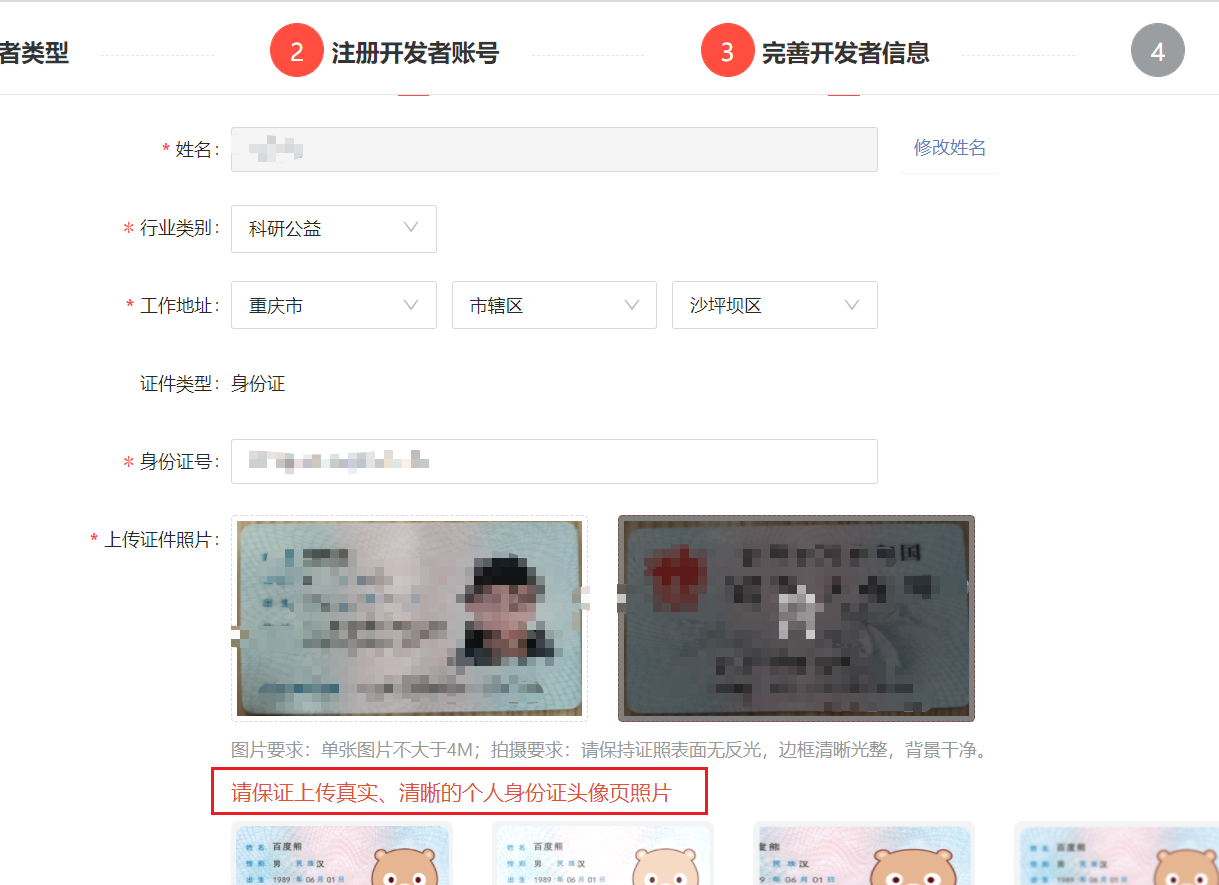 者类型 2 注册开发者账号 3 完善开发者信息 4
* 姓名: 修改姓名
* 行业类别: 科研公益
* 工作地址: 重庆市 市辖区 沙坪坝区
证件类型: 身份证
* 身份证号:
* 上传证件照片:
国
图片要求：单张图片不大于4M；拍摄要求：请保持证照表面无反光，边框清晰光整，背景干净。
请保证上传真实、清晰的个人身份证头像页照片
姓名 百度熊 姓名 百度熊 度熊 姓名 百度熊
性别 男 民族 汉 性别 男 民族 汉 民族 汉 性别 男 民族 汉
出生 1989 年 06 月 01 日 出生 1989 年 06 月 01 日 9 年 06 月 01 日 出生 1989 年 06 月 01 日